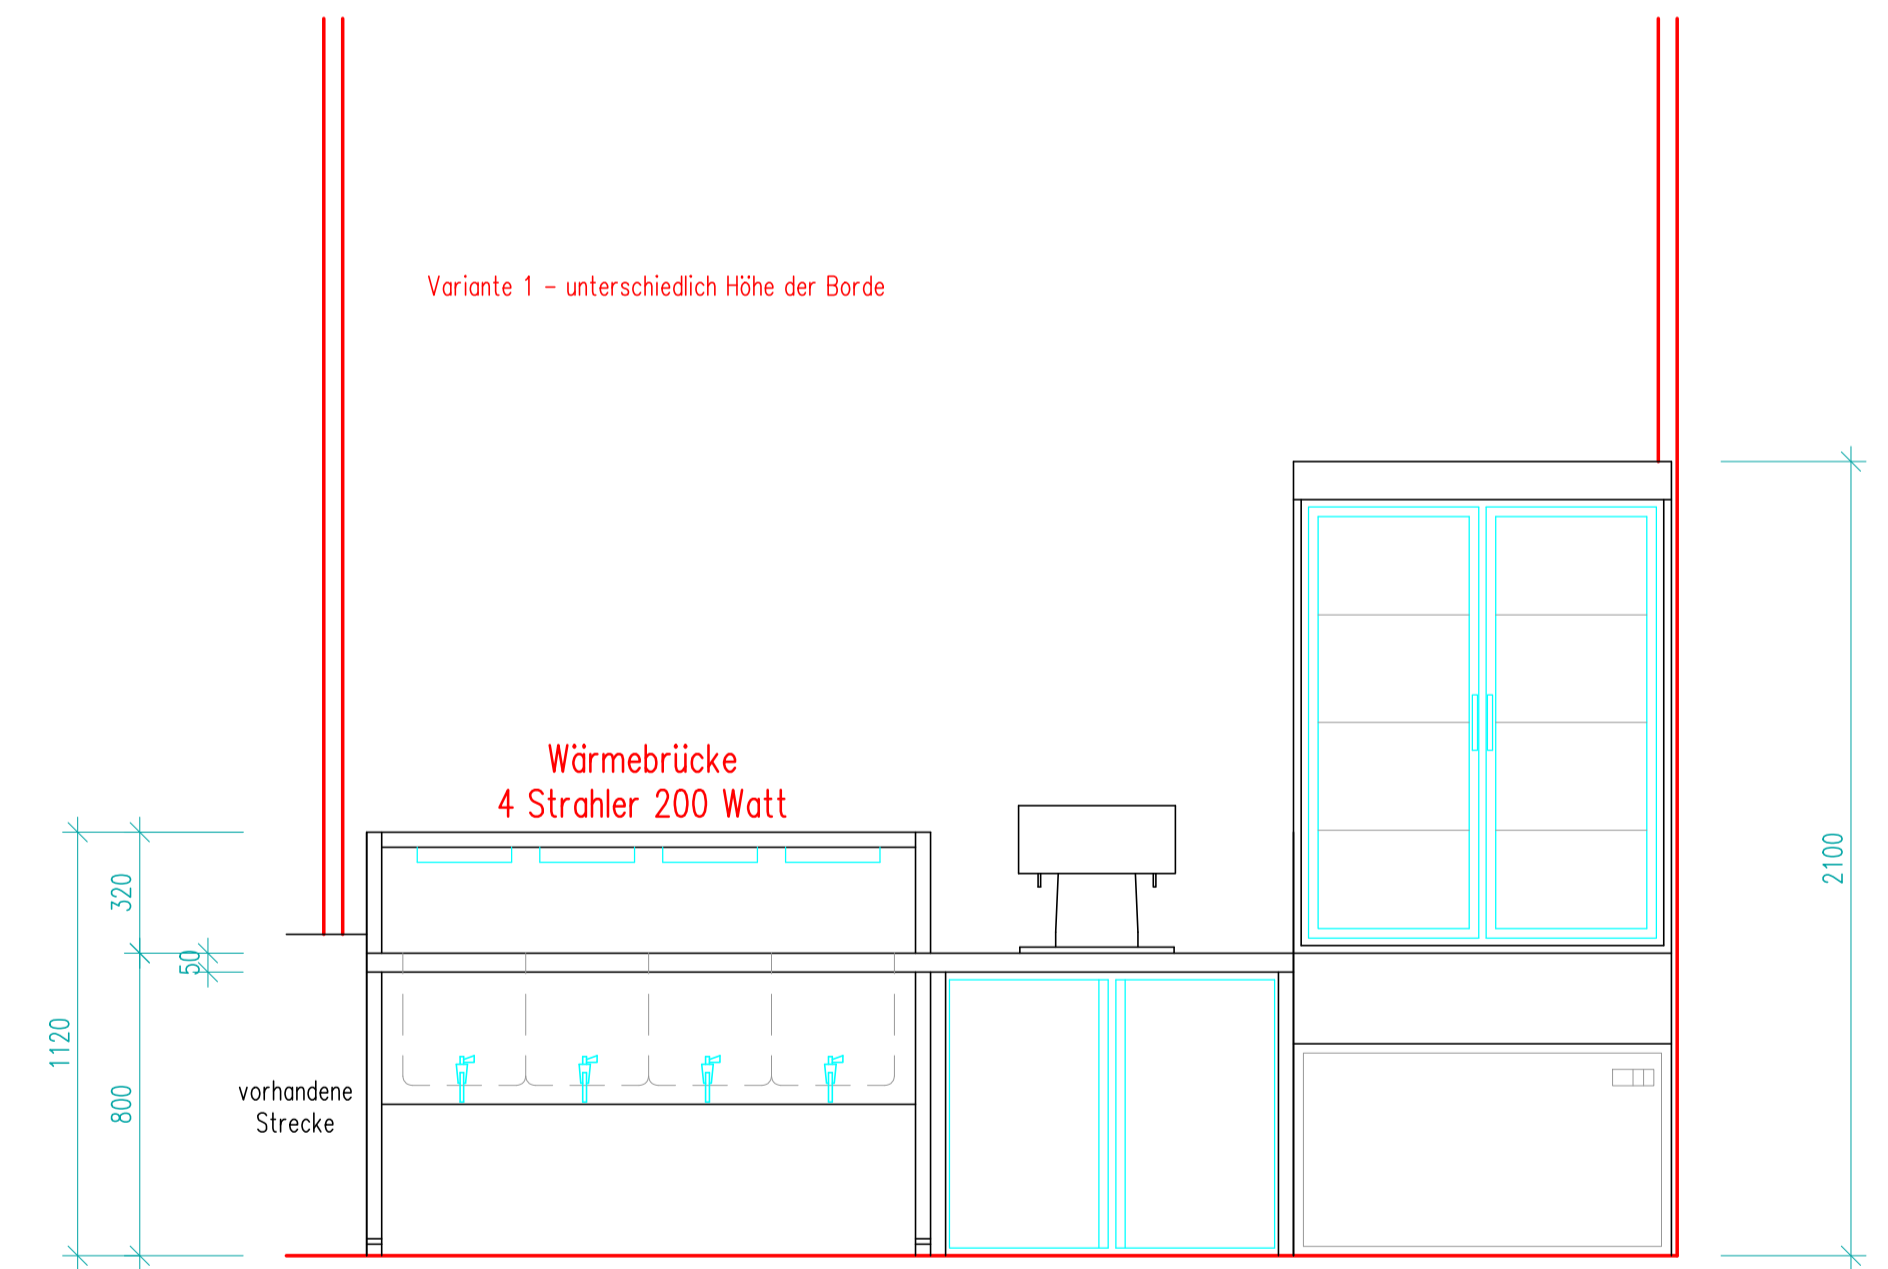 Variante 1 - unterschiedlich Höhe der Borde
Wärmebrücke
4 Strahler 200 Watt
320
50
1120
800
2100
vorhandene
Strecke